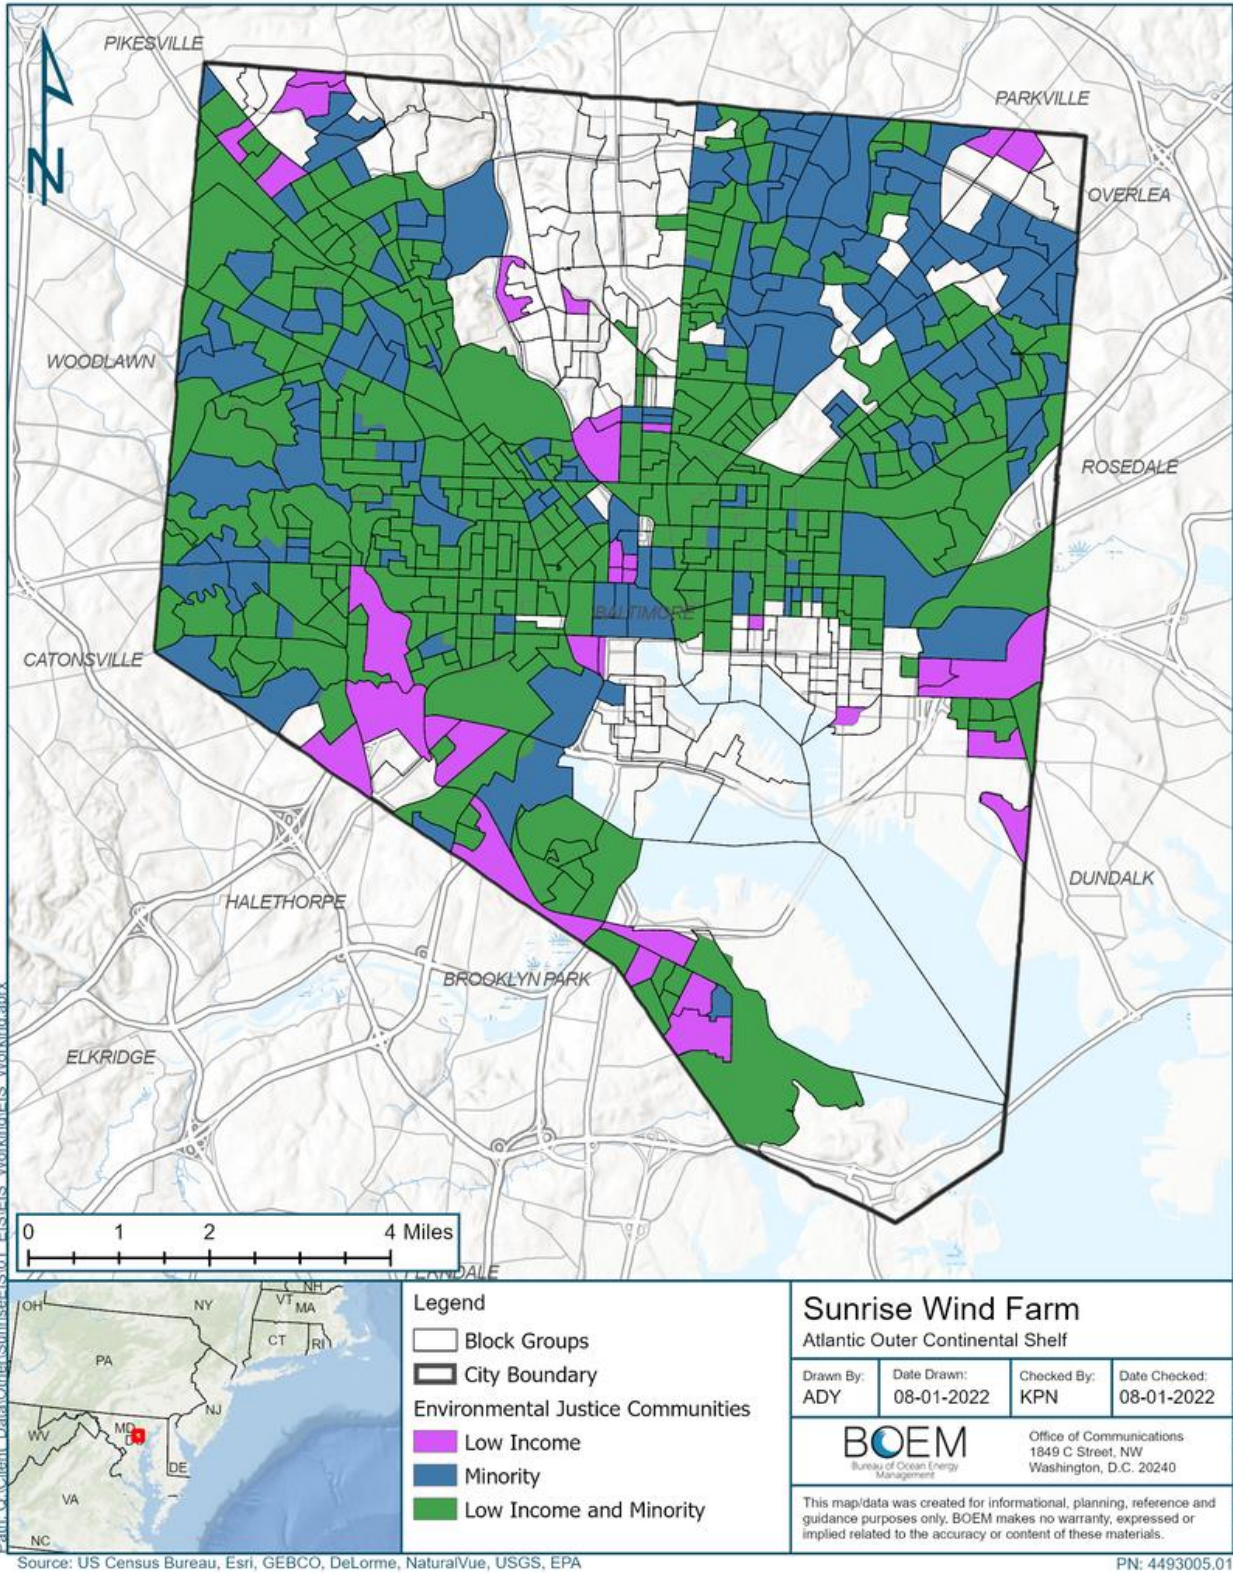 PIKESVILLE
PARKVILLE
N
OVERLEA
WOODLAWN
ROSEDALE
BALTIMORE
CATONSVILLE
DUNDALK
HALETHORPE
BROOKLYN PARK
ELKRIDGE
0 1 2 4 Miles
FERNDALE
OH
NY
NH
VT
MA
CT
RI
PA
NJ
MD
WV
DE
VA
NC
Legend
Block Groups
City Boundary
Environmental Justice Communities
Low Income
Minority
Low Income and Minority
Sunrise Wind Farm
Atlantic Outer Continental Shelf
Drawn By:
ADY
Date Drawn:
08-01-2022
Checked By:
KPN
Date Checked:
08-01-2022
BOEM
Bureau of Ocean Energy
Management
Office of Communications
1849 C Street, NW
Washington, D.C. 20240
This map/data was created for informational, planning, reference and
guidance purposes only. BOEM makes no warranty, expressed or
implied related to the accuracy or content of these materials.
Source: US Census Bureau, Esri, GEBCO, DeLorme, NaturalVue, USGS, EPA
PN: 4493005.01